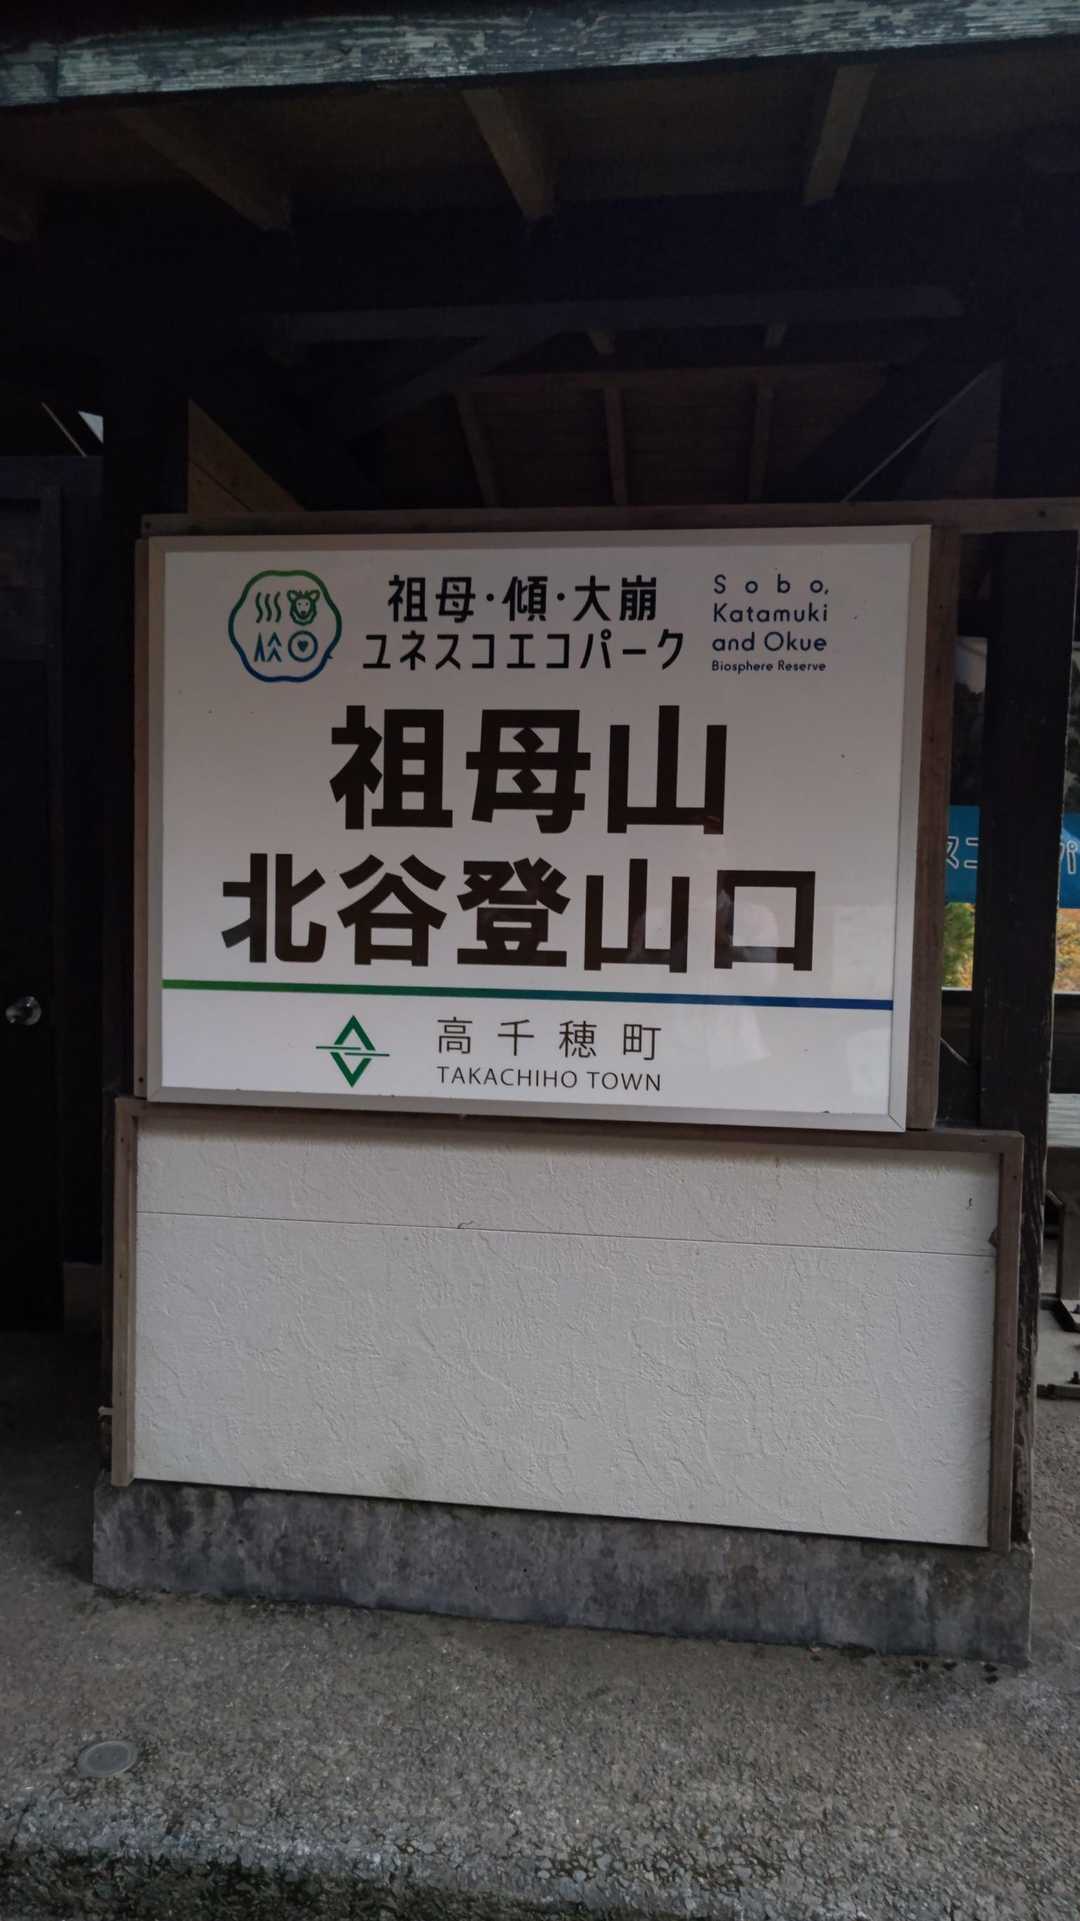 祖母・傾・大崩
ユネスコエコパーク
Sobo,
Katamuki
and Okue
Biosphere Reserve
祖母山
北谷登山口
高千穂町
TAKACHIHO TOWN